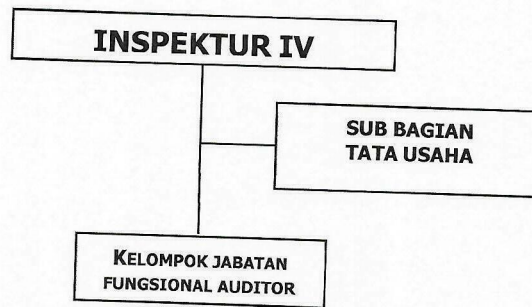 INSPEKTUR IV
SUB BAGIAN
TATA USAHA
KELOMPOK JABATAN
FUNGSIONAL AUDITOR